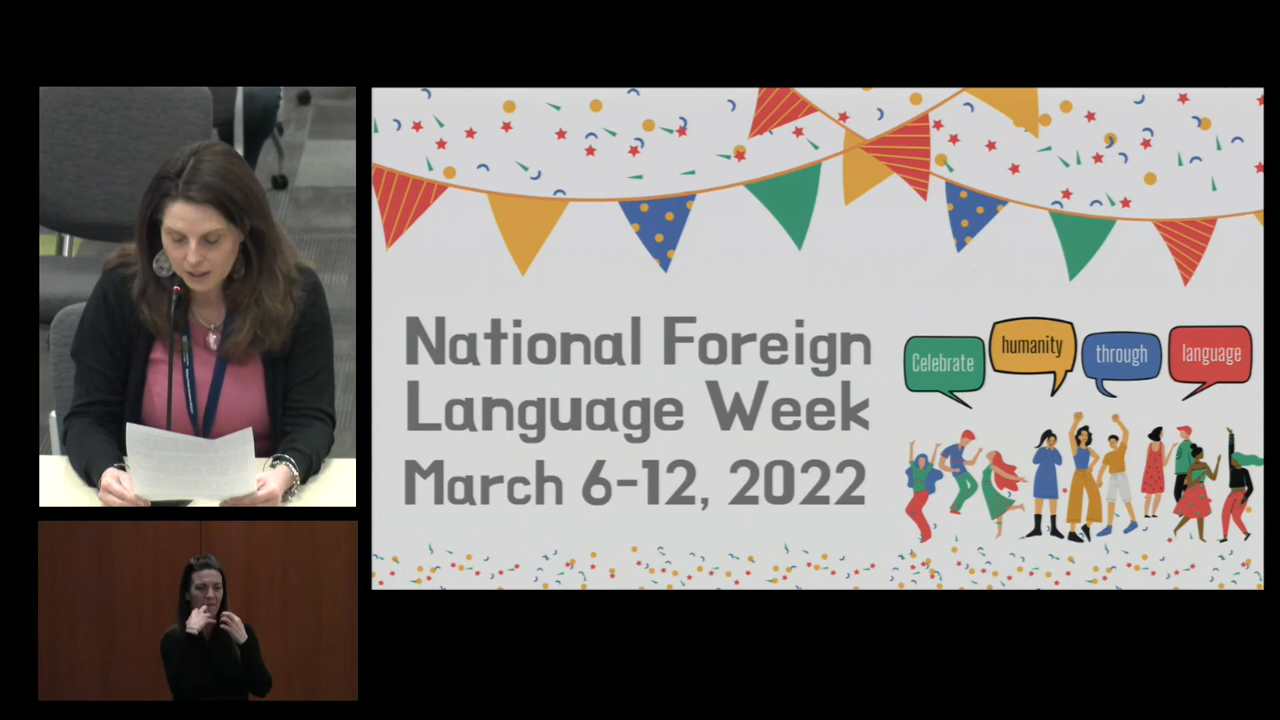 National Foreign
Language Week
March 6-12, 2022
Celebrate
humanity
through
language